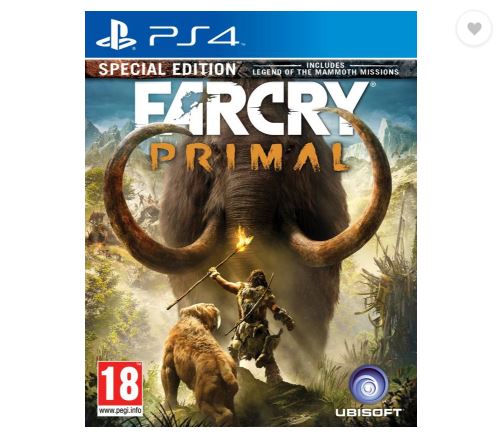 PS4
SPECIAL EDITION
INCLUDES
LEGEND OF THE MAMMOTH MISSIONS
FARCRY®
PRIMAL
18
www.pegi.info
UBISOFT